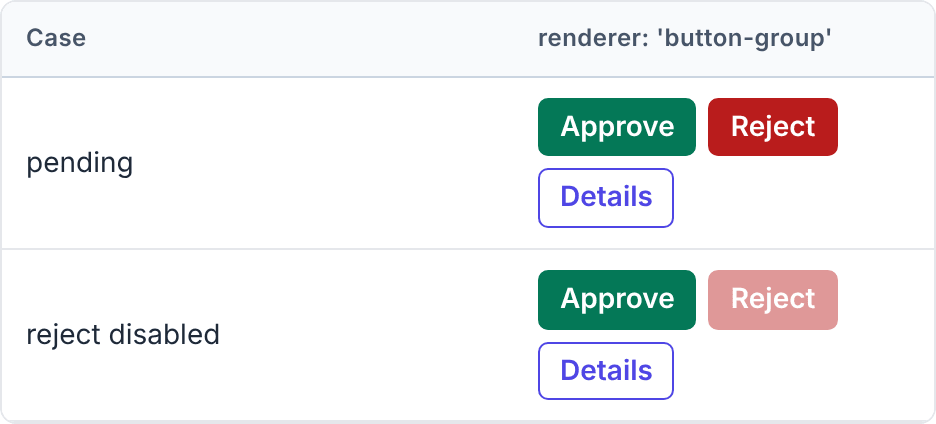 Case renderer: 'button-group'
pending
Approve Reject
Details
reject disabled
Approve Reject
Details